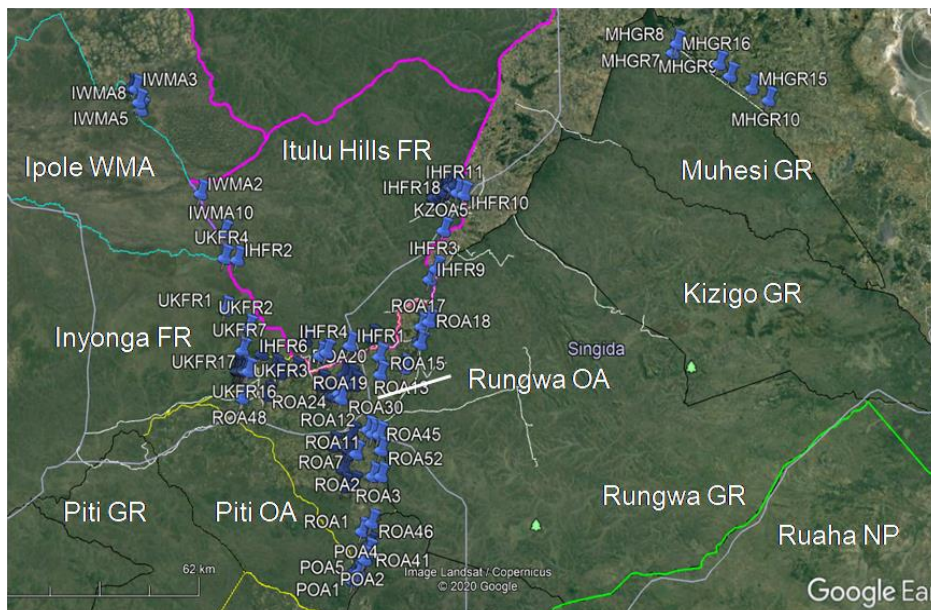 MHGR8
MHGR16
MHGR7
MHGR9
MHGR15
MHGR10
IWMA3
IWMA8
IWMA5
Itulu Hills FR
Ipole WMA
Muhesi GR
IHFR11
IHFR18
IWMA2
IHFR10
KZOA5
IWMA10
UKFR4
IHFR2
IHFR3
IHFR9
Kizigo GR
UKFR1
UKFR2
ROA17
UKFR7
IHFR4
IHFR1
ROA18
Inyonga FR
IHFR6
Singida
UKFR17
ROA20
ROA15
UKFR3
ROA19
ROA13
Rungwa OA
UKFR16
ROA24
ROA30
ROA48
ROA12
ROA45
ROA11
ROA7
ROA52
ROA2
ROA3
Rungwa GR
Piti GR
Piti OA
ROA1
ROA46
Ruaha NP
POA4
ROA41
POA5
POA2
62 km
POA1
Image Landsat / Copernicus
© 2020 Google
Google Ear